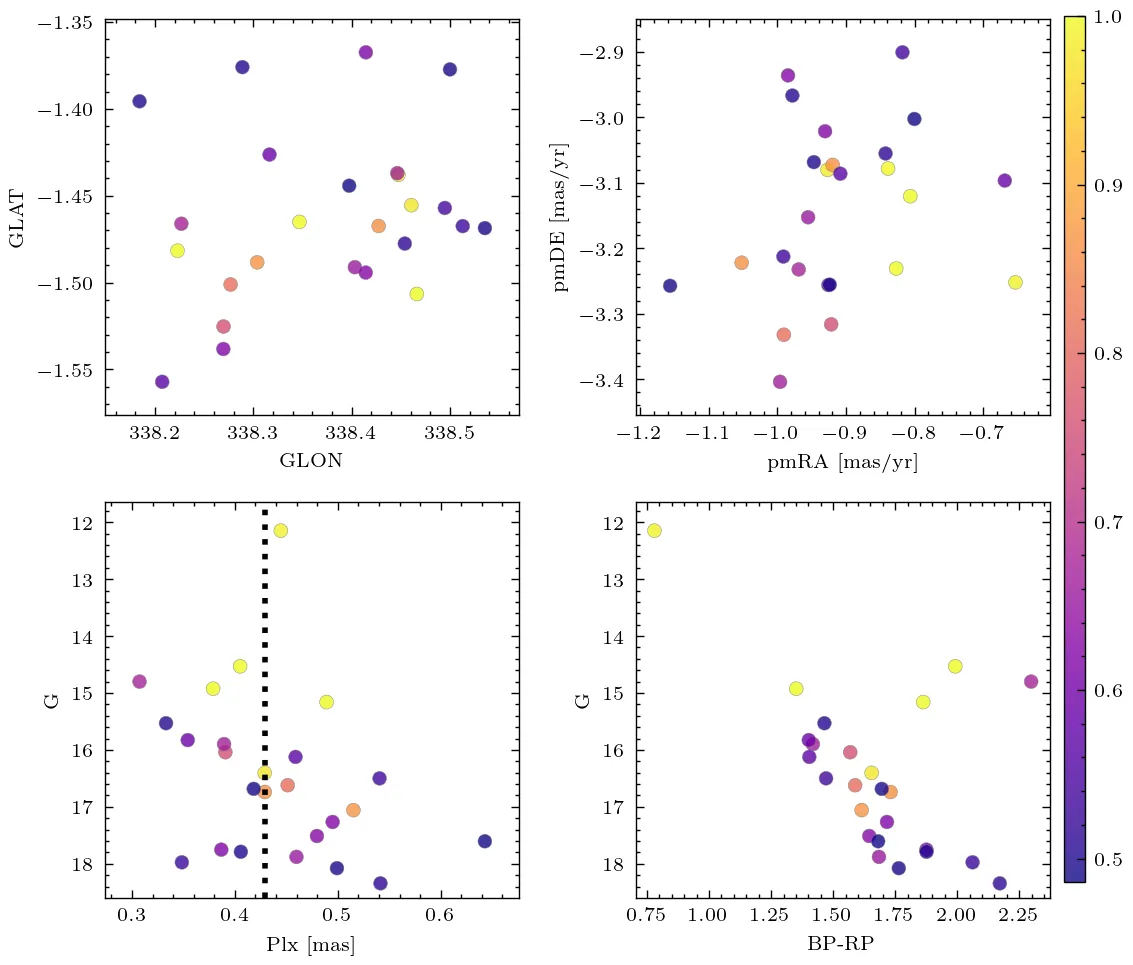 −1.35
−1.40
−1.45
−1.50
−1.55
GLAT
338.2 338.3 338.4 338.5
GLON
−2.9
−3.0
−3.1
−3.2
−3.3
−3.4
pmDE [mas/yr]
−1.2 −1.1 −1.0 −0.9 −0.8 −0.7
pmRA [mas/yr]
12
13
14
15
16
17
18
G
0.3 0.4 0.5 0.6
Plx [mas]
12
13
14
15
16
17
18
G
0.75 1.00 1.25 1.50 1.75 2.00 2.25
BP-RP
1.0
0.9
0.8
0.7
0.6
0.5